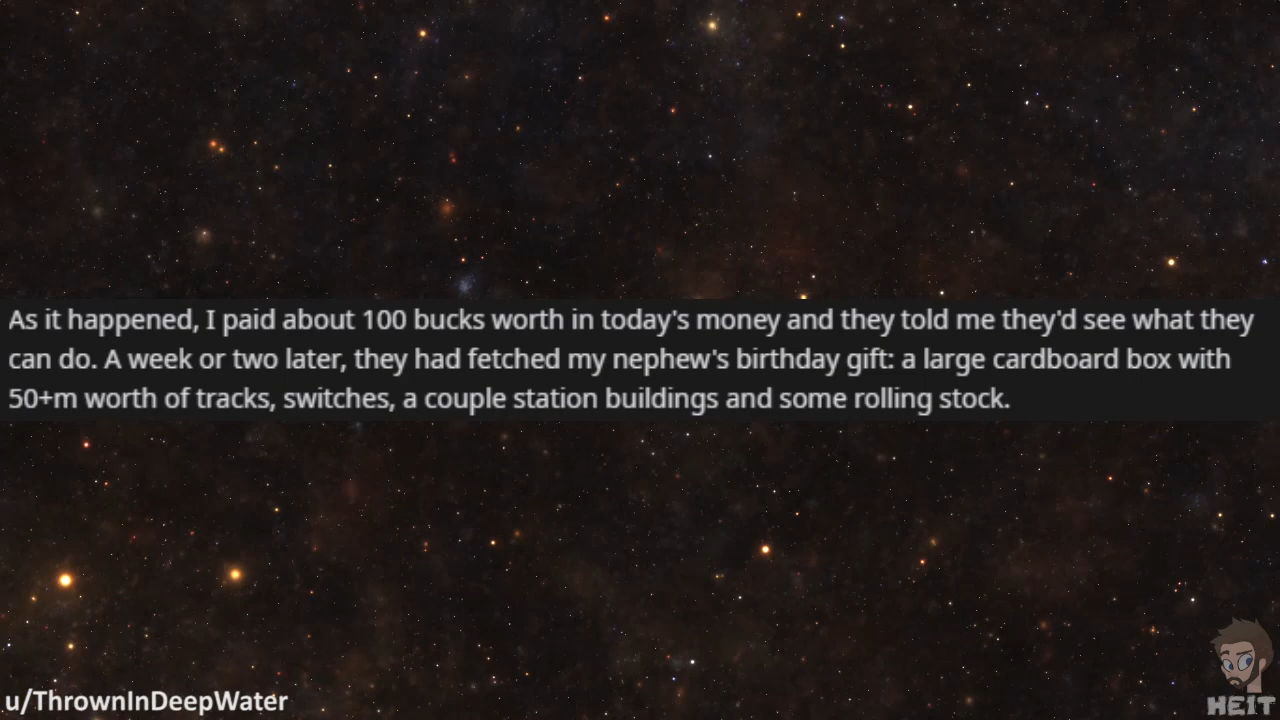 As it happened, I paid about 100 bucks worth in today's money and they told me they'd see what they
can do. A week or two later, they had fetched my nephew's birthday gift: a large cardboard box with
50+m worth of tracks, switches, a couple station buildings and some rolling stock.
u/ThrownInDeepWater
HEIT